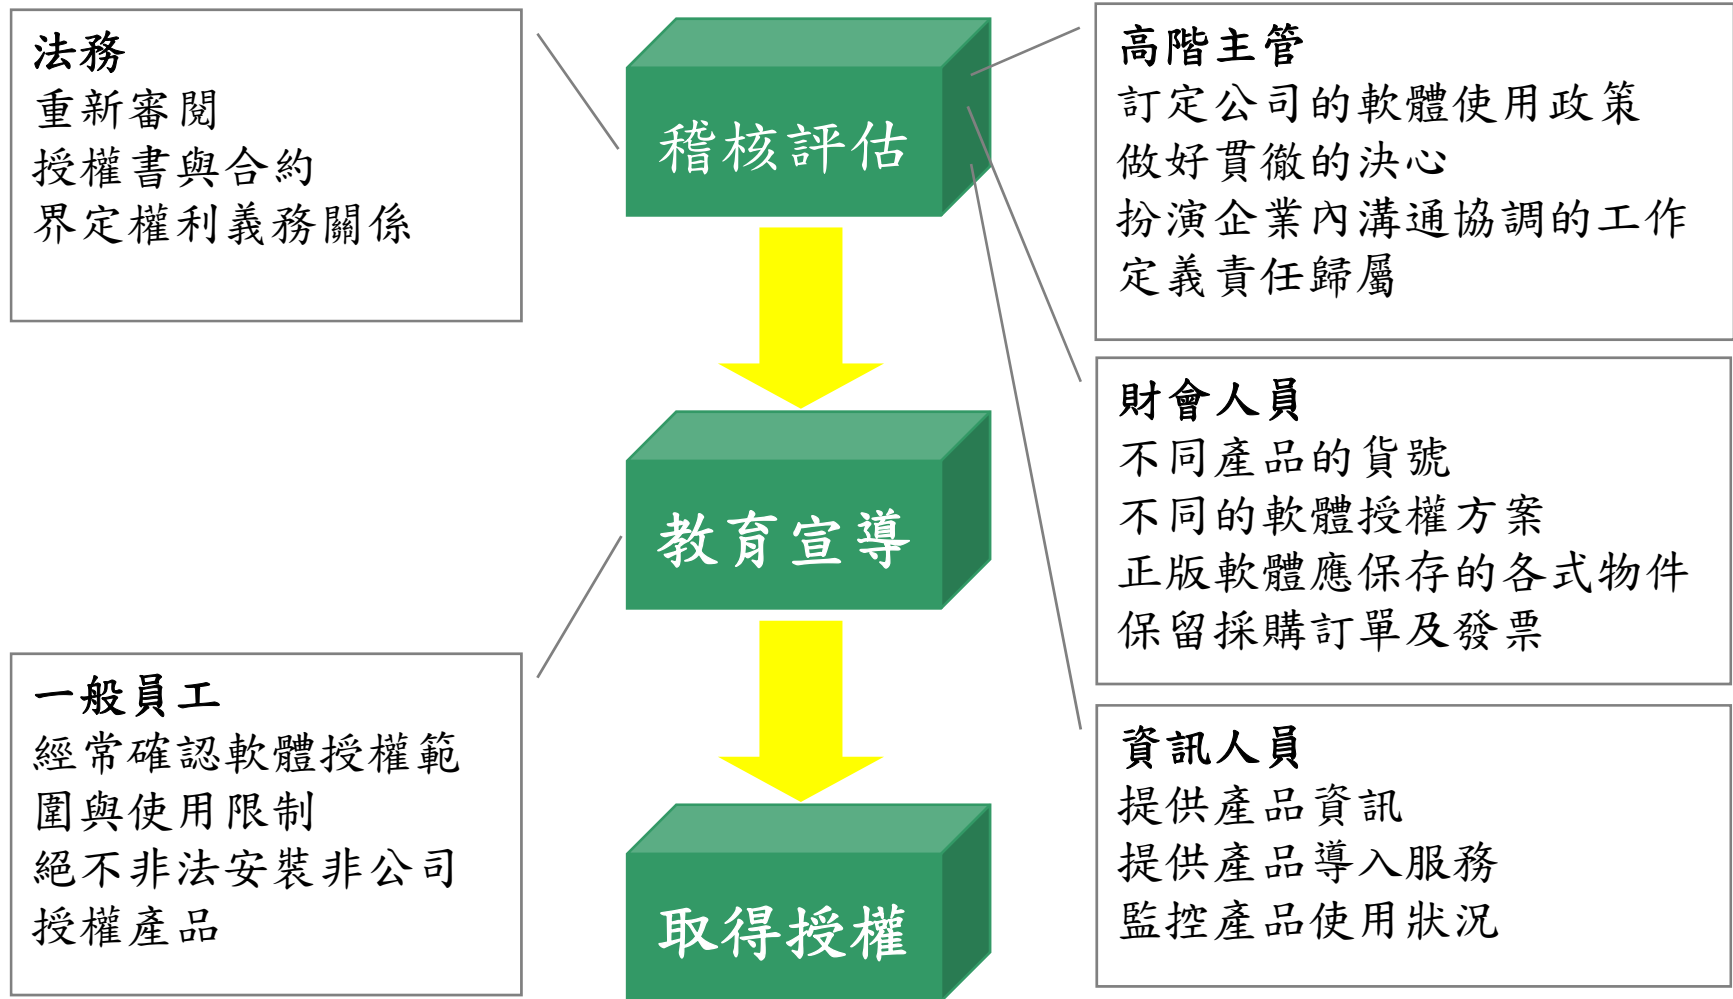 法務
重新審閱
授權書與合約
界定權利義務關係
稽核評估
高階主管
訂定公司的軟體使用政策
做好貫徹的決心
扮演企業內溝通協調的工作
定義責任歸屬
財會人員
不同產品的貨號
不同的軟體授權方案
正版軟體應保存的各式物件
保留採購訂單及發票
教育宣導
一般員工
經常確認軟體授權範
圍與使用限制
絕不非法安裝非公司
授權產品
資訊人員
提供產品資訊
提供產品導入服務
監控產品使用狀況
取得授權